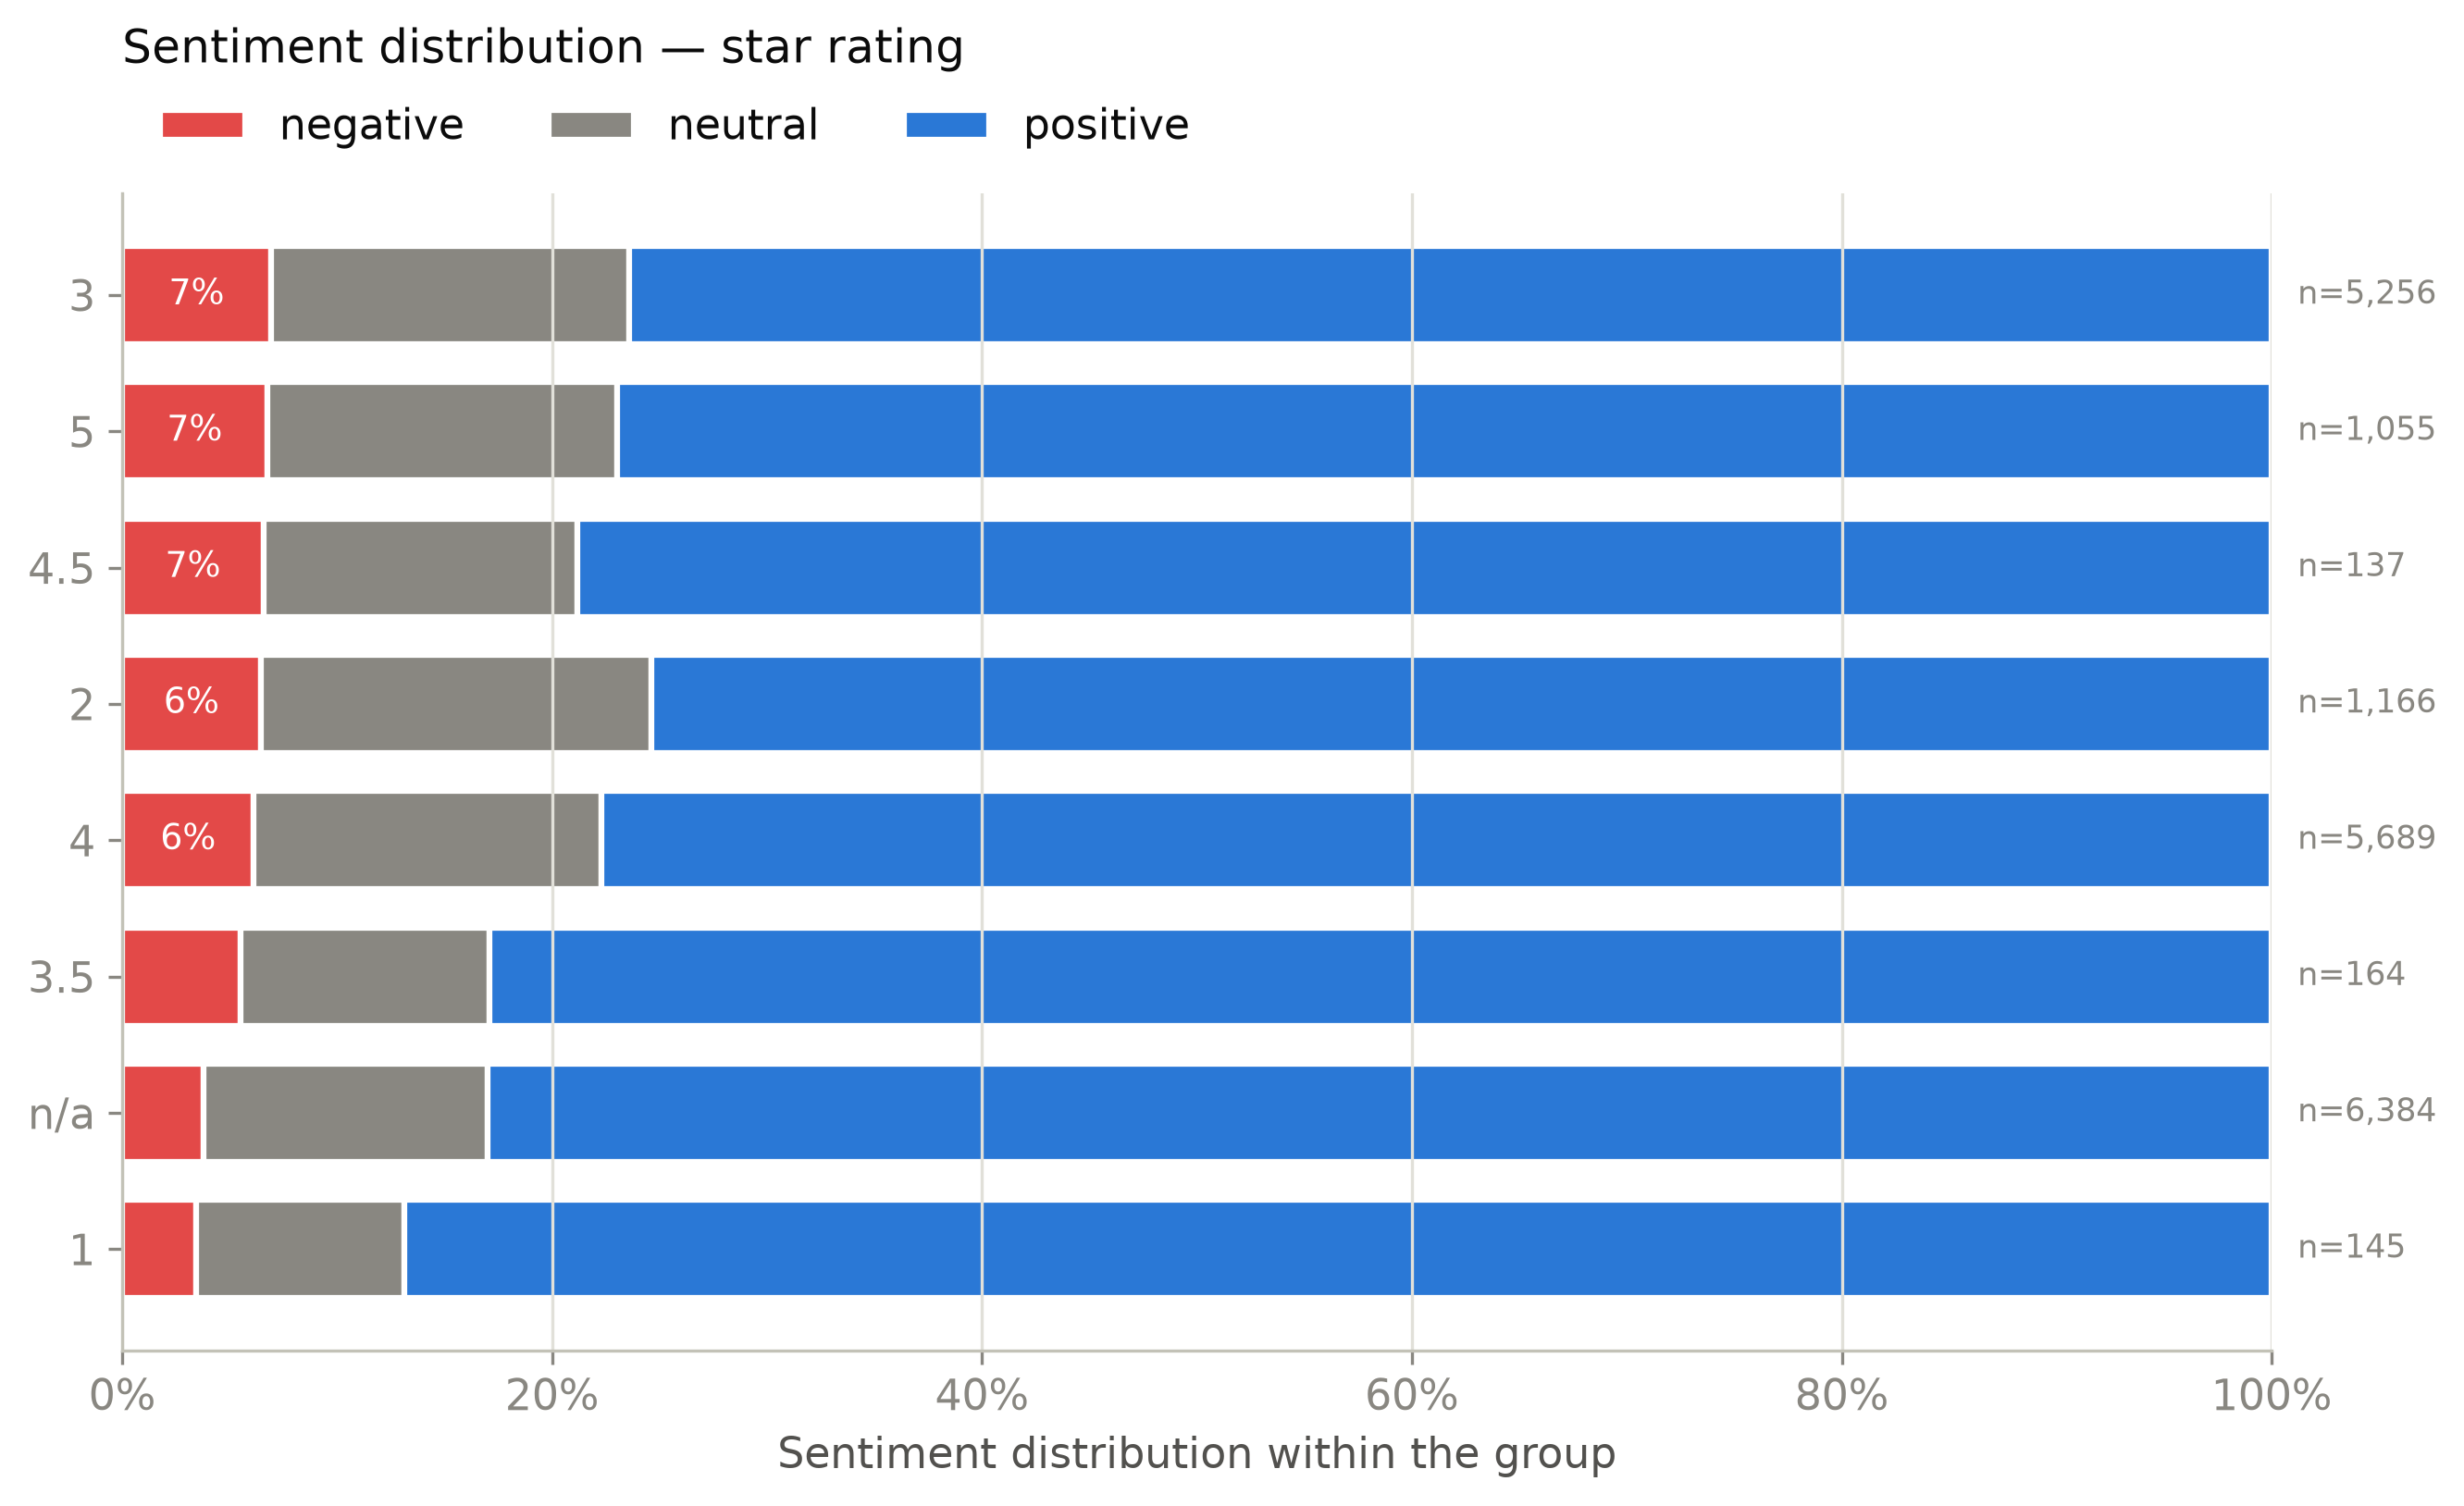 Sentiment distribution — star rating
negative neutral positive
3 7% n=5,256
5 7% n=1,055
4.5 7% n=137
2 6% n=1,166
4 6% n=5,689
3.5 n=164
n/a n=6,384
1 n=145
0% 20% 40% 60% 80% 100%
Sentiment distribution within the group